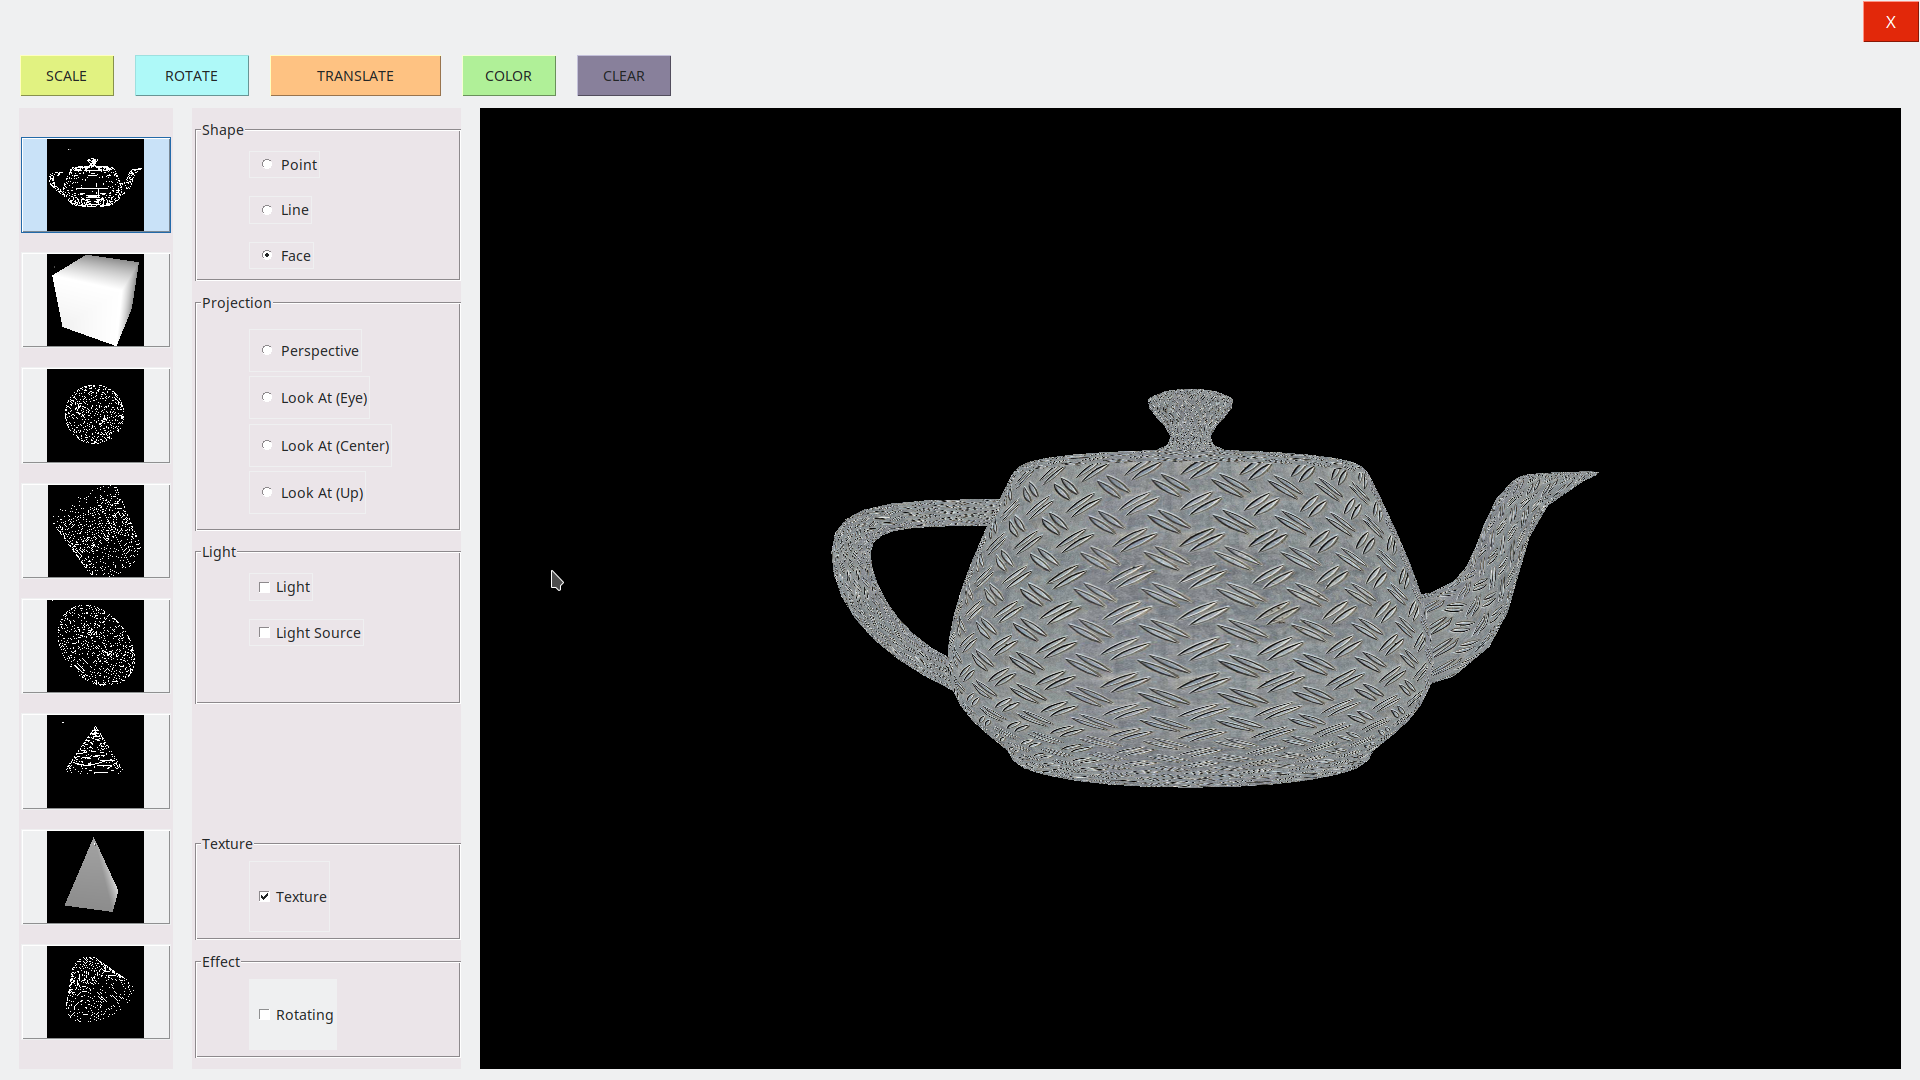 X
SCALE
ROTATE
TRANSLATE
COLOR
CLEAR
Shape
Point
Line
Face
Projection
Perspective
Look At (Eye)
Look At (Center)
Look At (Up)
Light
Light
Light Source
Texture
Texture
Effect
Rotating